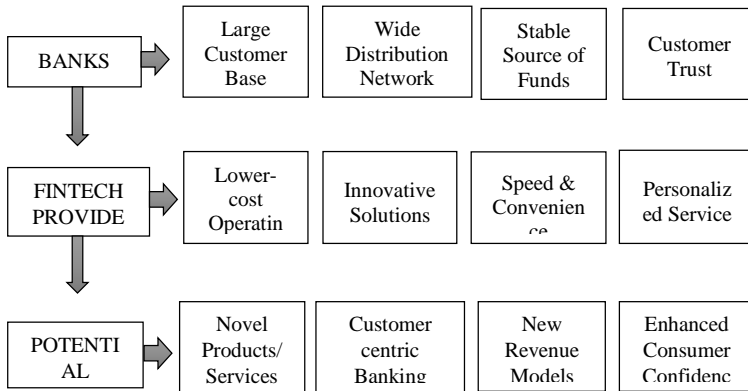 BANKS
Large
Customer
Base
Wide
Distribution
Network
Stable
Source of
Funds
Customer
Trust
FINTECH
PROVIDE
Lower-
cost
Operatin
Innovative
Solutions
Speed &
Convenien
ce
Personaliz
ed Service
POTENTI
AL
Novel
Products/
Services
Customer
centric
Banking
New
Revenue
Models
Enhanced
Consumer
Confidenc